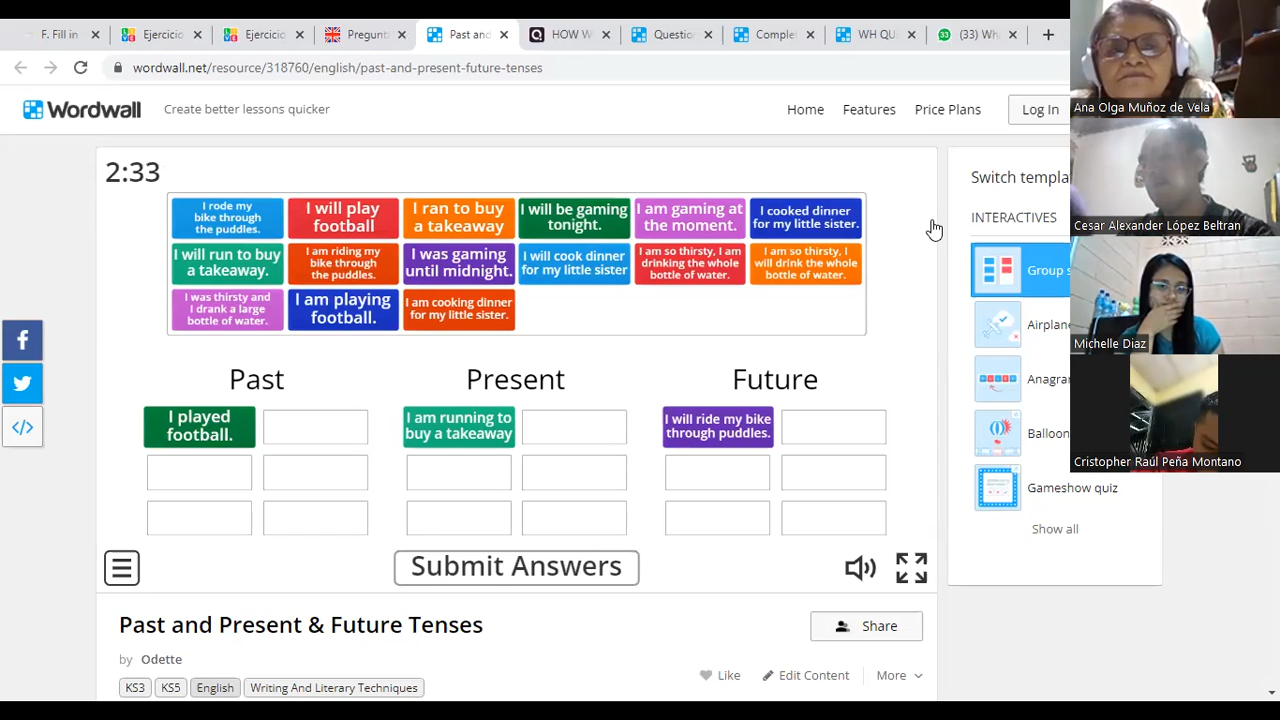 F. Fill in
Ejercicio
Ejercicio
Pregunt
Past and
HOW W
Questio
Comple
WH QU
(33) Wh
wordwall.net/resource/318760/english/past-and-present-future-tenses
Wordwall
Create better lessons quicker
Home
Features
Price Plans
Log In
2:33
I rode my
bike through
the puddles.
I will play
football
I ran to buy
a takeaway
I will be gaming
tonight.
I am gaming at
the moment.
I cooked dinner
for my little sister.
I will run to buy
a takeaway.
I am riding my
bike through
the puddles.
I was gaming
until midnight.
I will cook dinner
for my little sister
I am so thirsty, I am
drinking the whole
bottle of water.
I am so thirsty, I
will drink the whole
bottle of water.
I was thirsty and
I drank a large
bottle of water.
I am playing
football.
I am cooking dinner
for my little sister.
Past
Present
Future
I played
football.
I am running to
buy a takeaway
I will ride my bike
through puddles.
Submit Answers
Past and Present & Future Tenses
by Odette
KS3
KS5
English
Writing And Literary Techniques
Share
Like
Edit Content
More
Switch templa
INTERACTIVES
Group s
Airplan
Anagra
Balloon
Gameshow quiz
Show all
Ana Olga Muñoz de Vela
Cesar Alexander López Beltran
Michelle Diaz
Cristopher Raúl Peña Montano